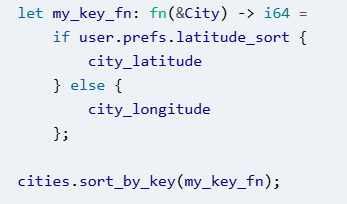 let my_key_fn: fn(&City) -> i64 =
    if user.prefs.latitude_sort {
        city_latitude
    } else {
        city_longitude
    };

cities.sort_by_key(my_key_fn);